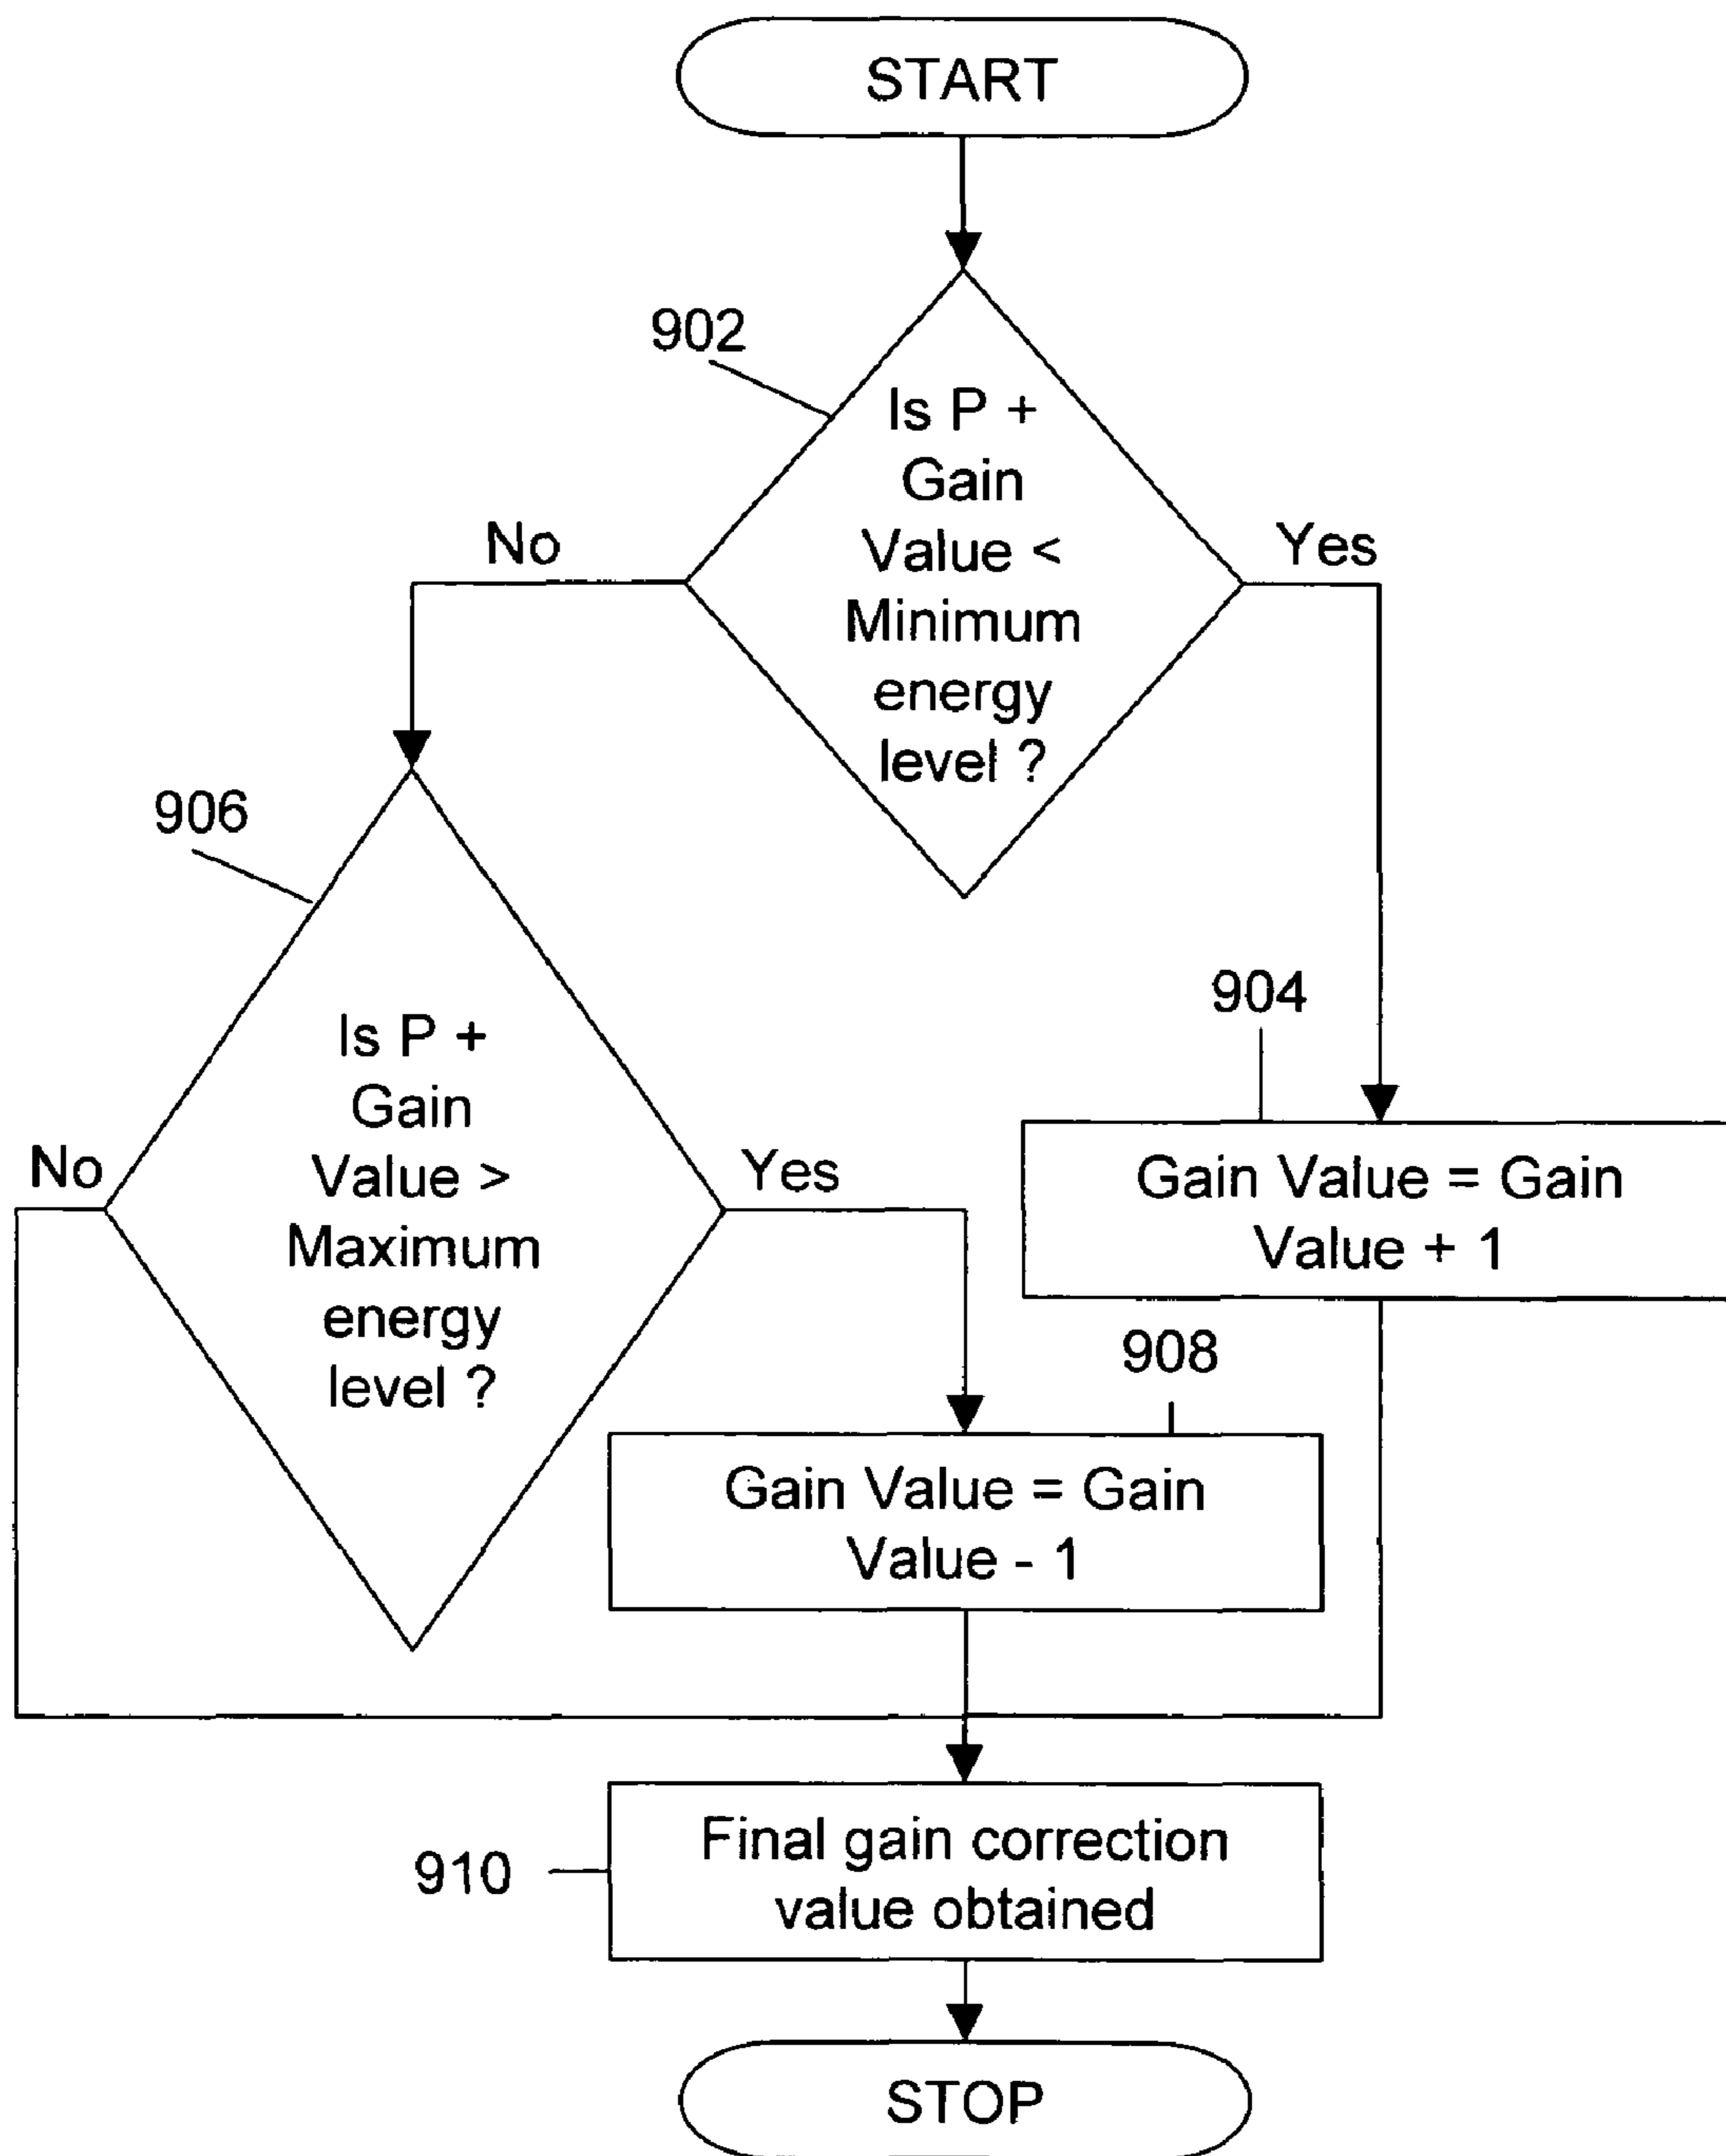 START
902
Is P +
Gain
Value <
Minimum
energy
level ?
No
Yes
906
Is P +
Gain
Value >
Maximum
energy
level ?
No
Yes
904
Gain Value = Gain
Value + 1
908
Gain Value = Gain
Value - 1
910
Final gain correction
value obtained
STOP